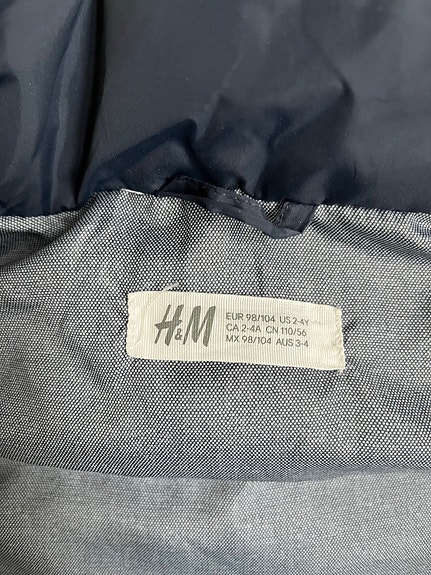 H&M
EUR 98/104 US 2-4Y
CA 2-4A CN 110/56
MX 98/104 AUS 3-4